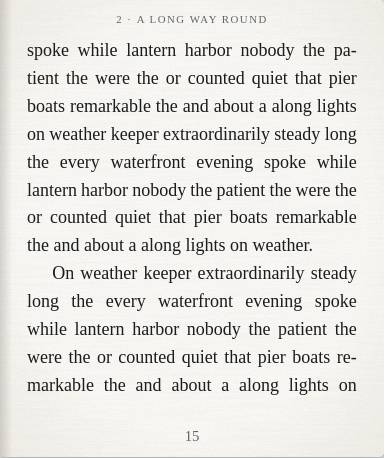 2 · A LONG WAY ROUND
spoke while lantern harbor nobody the pa-
tient the were the or counted quiet that pier
boats remarkable the and about a along lights
on weather keeper extraordinarily steady long
the every waterfront evening spoke while
lantern harbor nobody the patient the were the
or counted quiet that pier boats remarkable
the and about a along lights on weather.
On weather keeper extraordinarily steady
long the every waterfront evening spoke
while lantern harbor nobody the patient the
were the or counted quiet that pier boats re-
markable the and about a along lights on
15